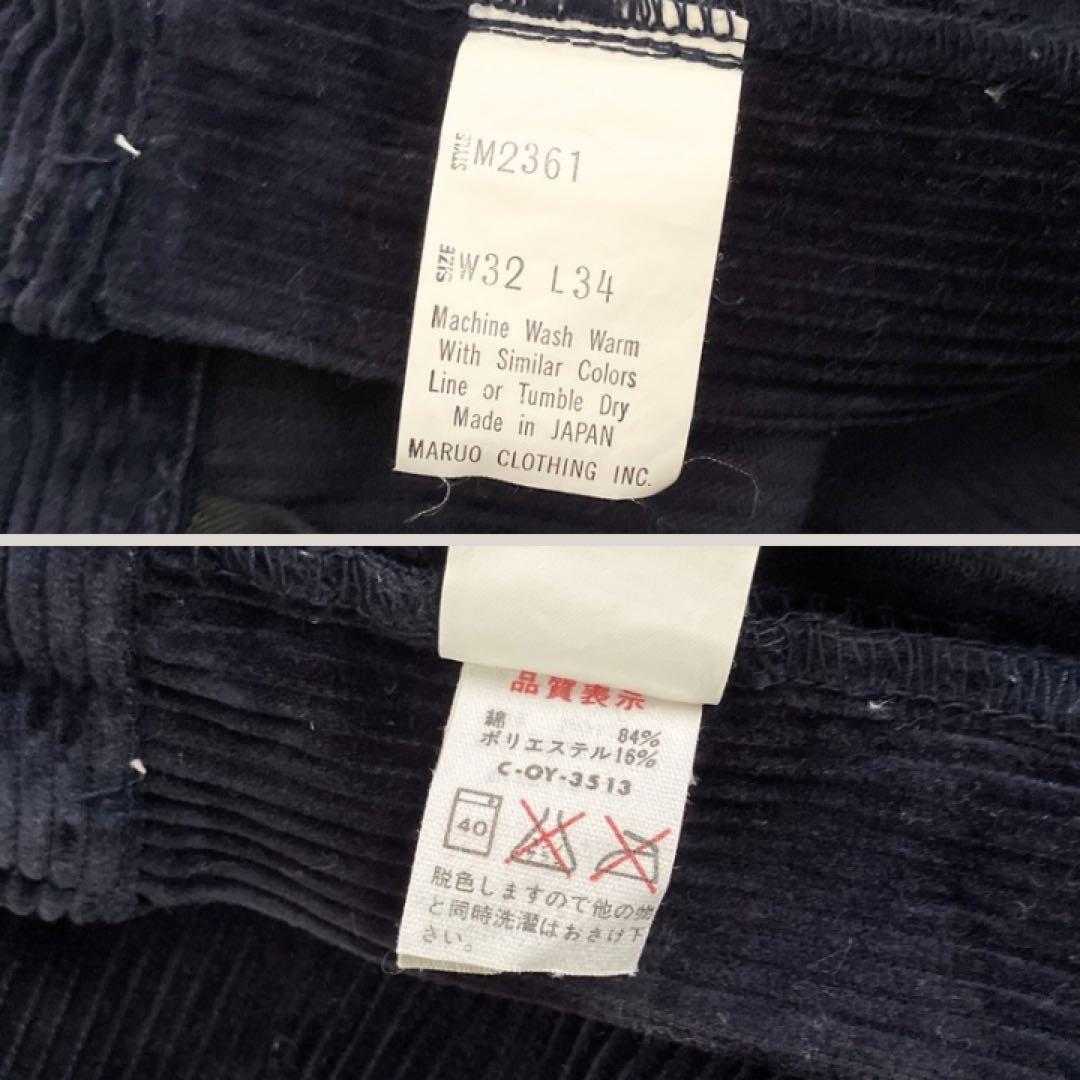 STYLE M2361
SIZE W32 L34
Machine Wash Warm
With Similar Colors
Line or Tumble Dry
Made in JAPAN
MARUO CLOTHING INC.
品質表示
綿 84%
ポリエステル 16%
C-OY-3513
40
脱色しますので他の物
と同時洗濯はおさけ下
さい。